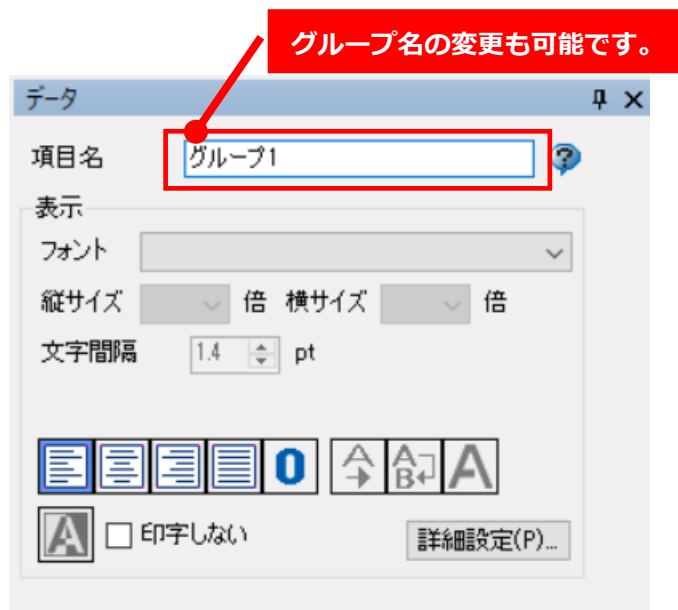 グループ名の変更も可能です。
データ
項目名 グループ1
表示
フォント
縦サイズ 倍 横サイズ 倍
文字間隔 1.4 pt
0 A A B A
A 印字しない 詳細設定(P)...